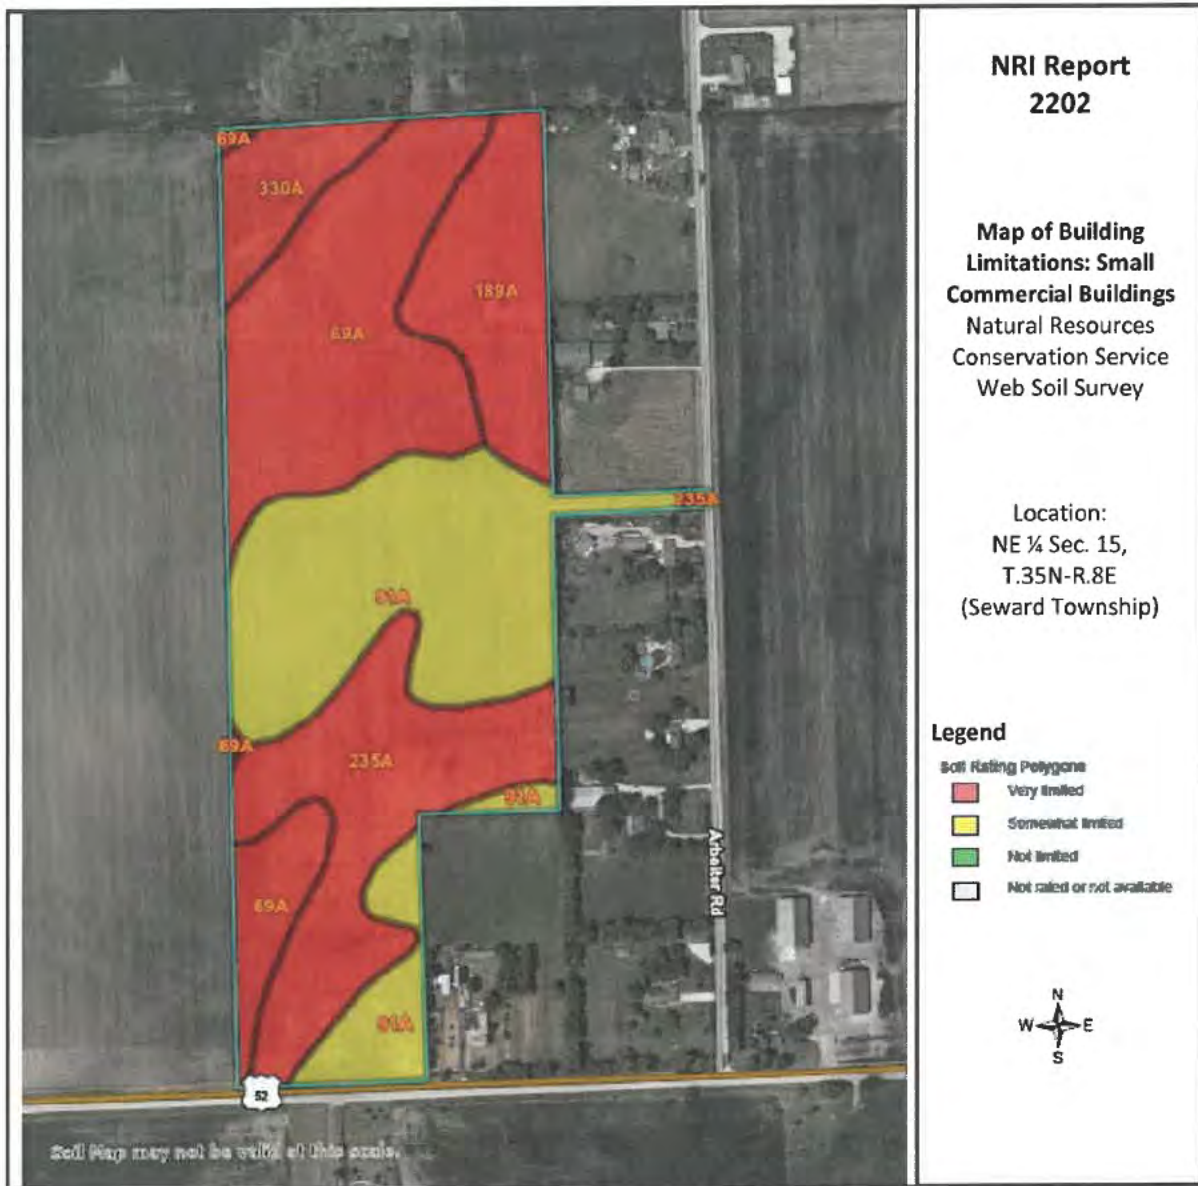 69A
330A
189A
69A
235A
91A
69A
235A
92A
69A
91A
Arbeiter Rd
52
Soil Map may not be valid at this scale.
NRI Report
2202
Map of Building
Limitations: Small
Commercial Buildings
Natural Resources
Conservation Service
Web Soil Survey
Location:
NE ¼ Sec. 15,
T.35N-R.8E
(Seward Township)
Legend
Soil Rating Polygons
Very limited
Somewhat limited
Not limited
Not rated or not available
N
W E
S